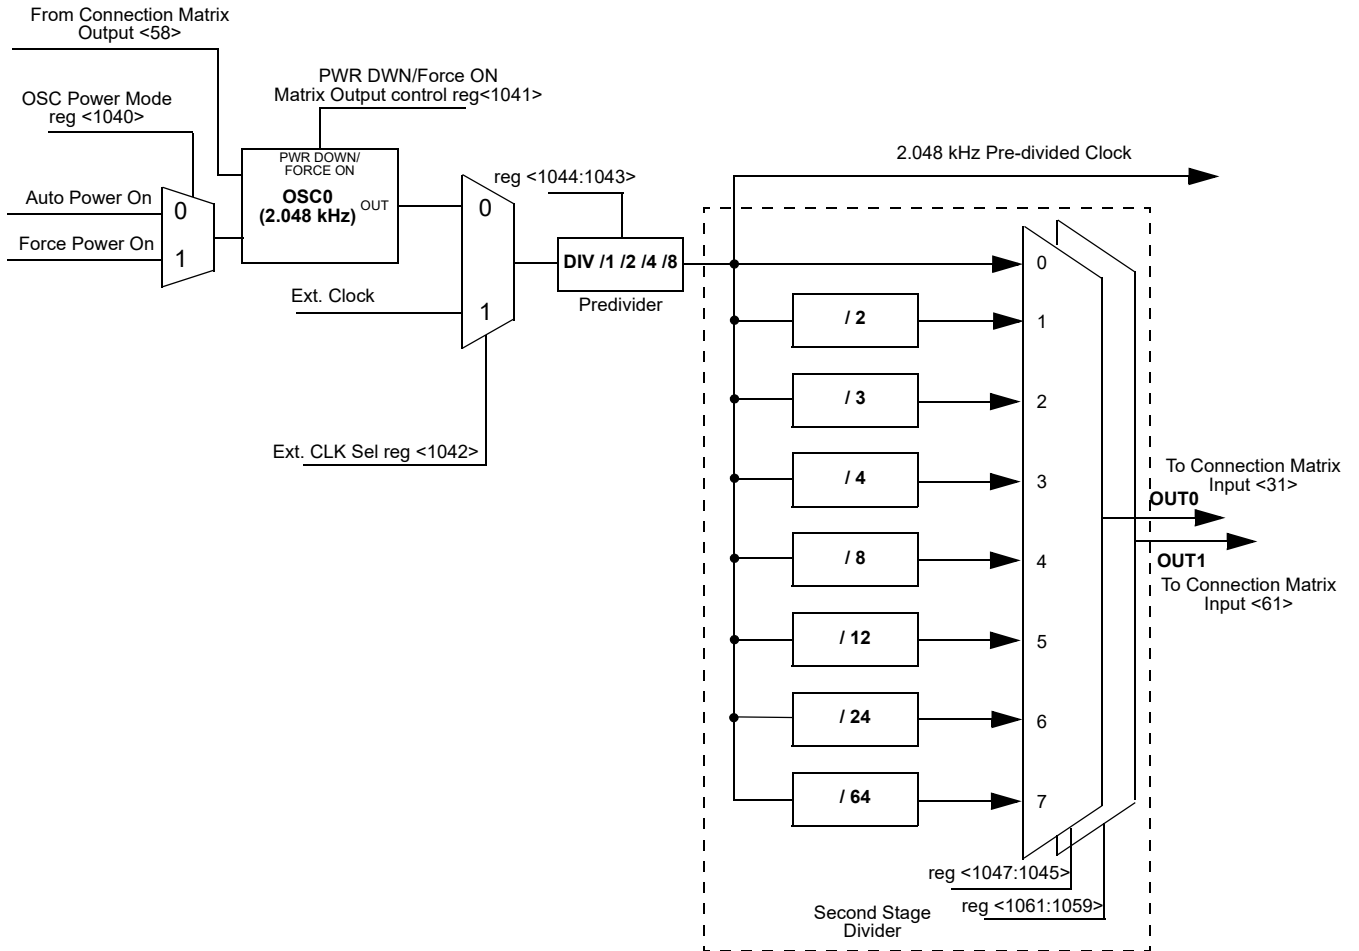 From Connection Matrix
Output <58>
PWR DWN/Force ON
Matrix Output control reg<1041>
OSC Power Mode
reg <1040>
PWR DOWN/
FORCE ON
OSC0
(2.048 kHz)
OUT
Auto Power On
Force Power On
0
1
0
1
Ext. Clock
Ext. CLK Sel reg <1042>
reg <1044:1043>
DIV /1 /2 /4 /8
Predivider
2.048 kHz Pre-divided Clock
0
/ 2
1
/ 3
2
/ 4
3
/ 8
4
/ 12
5
/ 24
6
/ 64
7
To Connection Matrix
Input <31>
OUT0
OUT1
To Connection Matrix
Input <61>
reg <1047:1045>
reg <1061:1059>
Second Stage
Divider